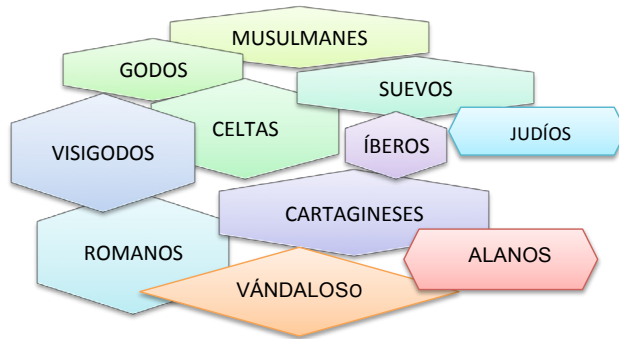 MUSULMANES
GODOS
SUEVOS
CELTAS
JUDÍOS
VISIGODOS
ÍBEROS
CARTAGINESES
ROMANOS
ALANOS
VÁNDALOSO